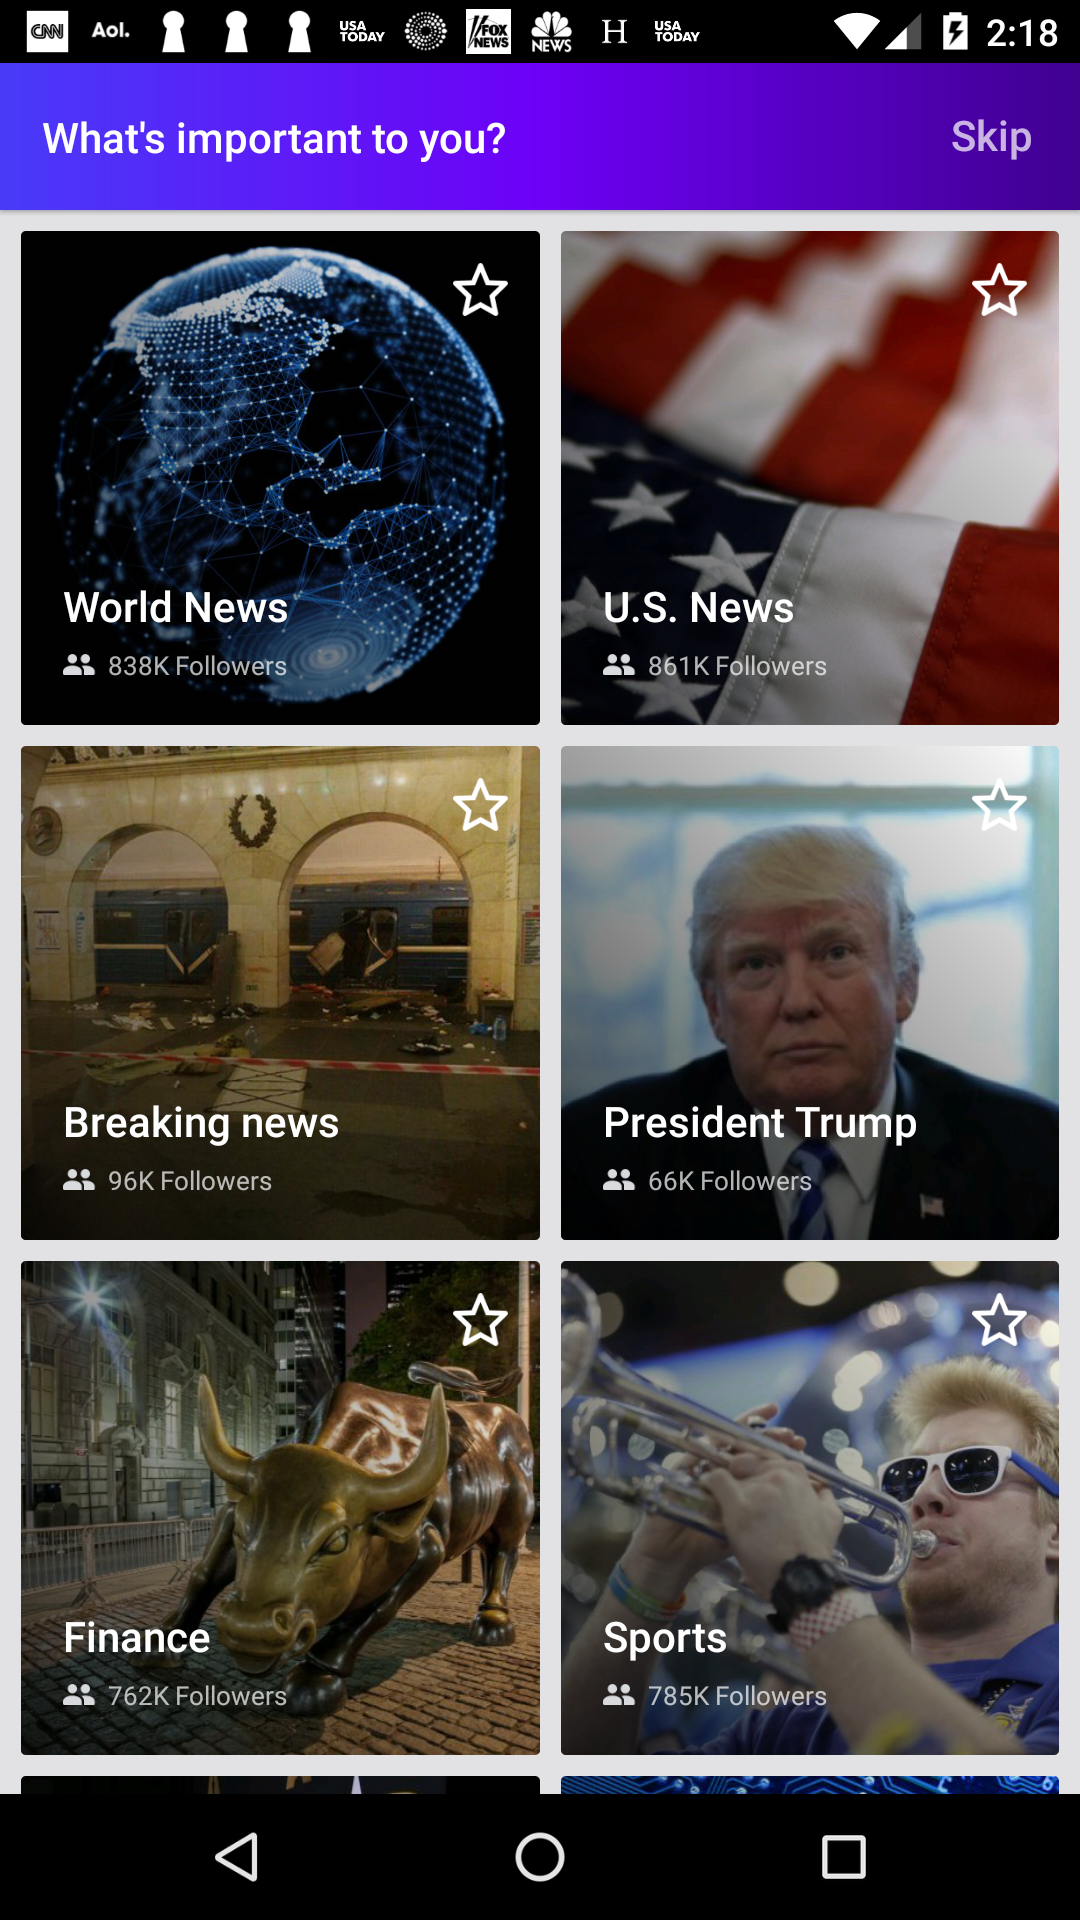 CNN Aol. USA TODAY FOX NEWS NEWS H USA TODAY 2:18
What's important to you? Skip
World News
838K Followers
U.S. News
861K Followers
Breaking news
96K Followers
President Trump
66K Followers
Finance
762K Followers
Sports
785K Followers